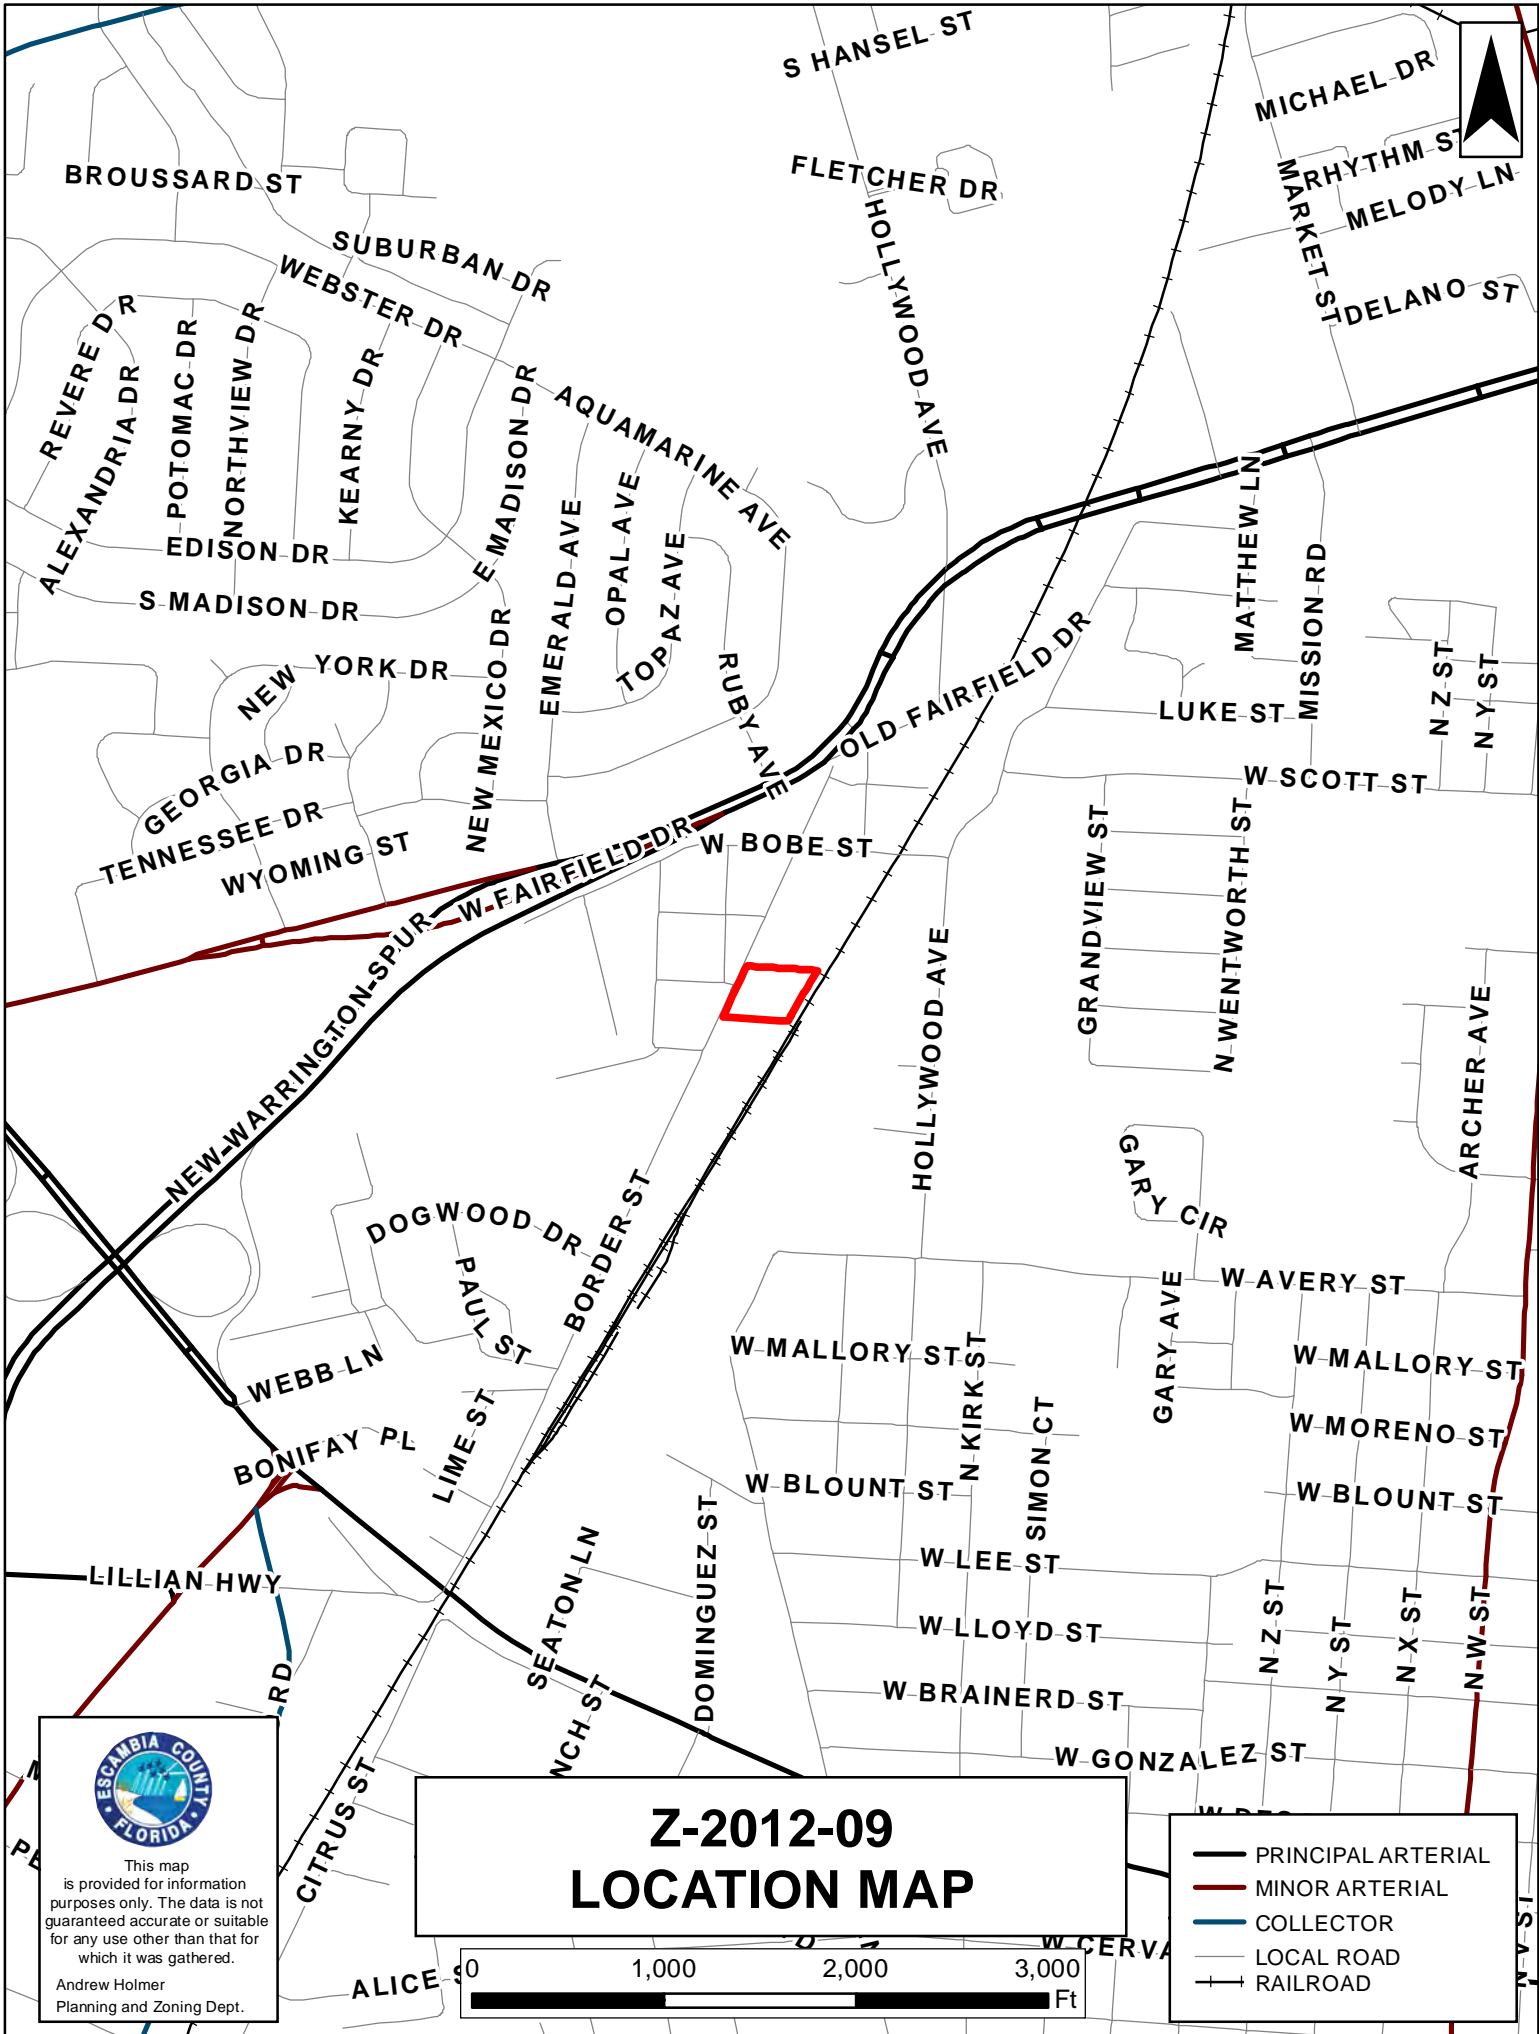 S HANSEL ST
MICHAEL DR
FLETCHER DR
RHYTHM
MELODY LN
MARKET ST
DELANO ST
BROUSSARD ST
SUBURBAN DR
WEBSTER DR
HOLLYWOOD AVE
REVERE DR
ALEXANDRIA DR
POTOMAC DR
NORTHVIEW DR
KEARNY DR
E MADISON DR
AQUAMARINE AVE
EDISON DR
S MADISON DR
NEW YORK DR
NEW MEXICO DR
EMERALD AVE
OPAL AVE
TOPAZ AVE
RUBY AVE
OLD FAIRFIELD DR
MATTHEW LN
MISSION RD
N Z ST
N Y ST
LUKE ST
W SCOTT ST
GEORGIA DR
TENNESSEE DR
WYOMING ST
W FAIRFIELD DR
W BOBE ST
NEW WARRINGTON SPUR
GRANDVIEW ST
N WENTWORTH ST
HOLLYWOOD AVE
ARCHER AVE
GARY CIR
DOGWOOD DR
PAUL ST
BORDER ST
WEBB LN
BONIFAY PL
LIME ST
W AVERY ST
GARY AVE
W MALLORY ST
W MALLORY ST
N KIRK ST
SIMON CT
W MORENO ST
W BLOUNT ST
W BLOUNT ST
W LEE ST
LILLIAN HWY
SEATON LN
DOMINGUEZ ST
W LLOYD ST
N Z ST
N Y ST
N X ST
N W ST
W BRAINERD ST
W GONZALEZ ST
RD
NCH ST
CITRUS ST
ALICE
W CERVA
ESCAMBIA COUNTY
FLORIDA
This map
is provided for information
purposes only. The data is not
guaranteed accurate or suitable
for any use other than that for
which it was gathered.
Andrew Holmer
Planning and Zoning Dept.
Z-2012-09
LOCATION MAP
0 1,000 2,000 3,000
Ft
PRINCIPAL ARTERIAL
MINOR ARTERIAL
COLLECTOR
LOCAL ROAD
RAILROAD